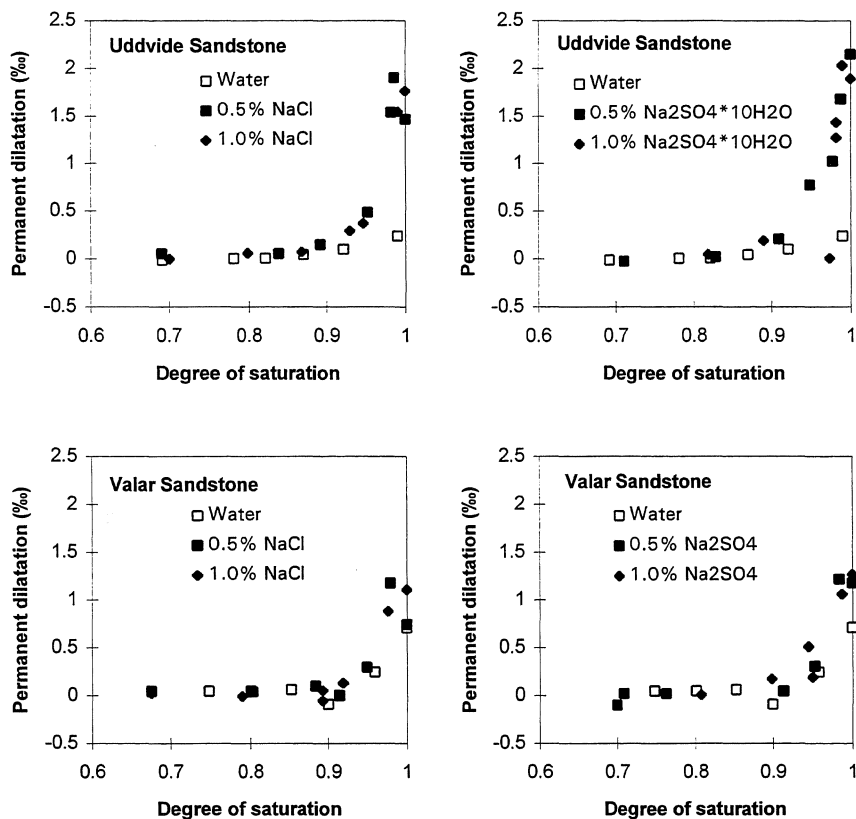 Uddvide Sandstone
Water
0.5% NaCl
1.0% NaCl
Permanent dilatation (‰)
2.5
2
1.5
1
0.5
0
-0.5
0.6 0.7 0.8 0.9 1
Degree of saturation
Uddvide Sandstone
Water
0.5% Na2SO4*10H2O
1.0% Na2SO4*10H2O
Permanent dilatation (‰)
2.5
2
1.5
1
0.5
0
-0.5
0.6 0.7 0.8 0.9 1
Degree of saturation
Valar Sandstone
Water
0.5% NaCl
1.0% NaCl
Permanent dilatation (‰)
2.5
2
1.5
1
0.5
0
-0.5
0.6 0.7 0.8 0.9 1
Degree of saturation
Valar Sandstone
Water
0.5% Na2SO4
1.0% Na2SO4
Permanent dilatation (‰)
2.5
2
1.5
1
0.5
0
-0.5
0.6 0.7 0.8 0.9 1
Degree of saturation